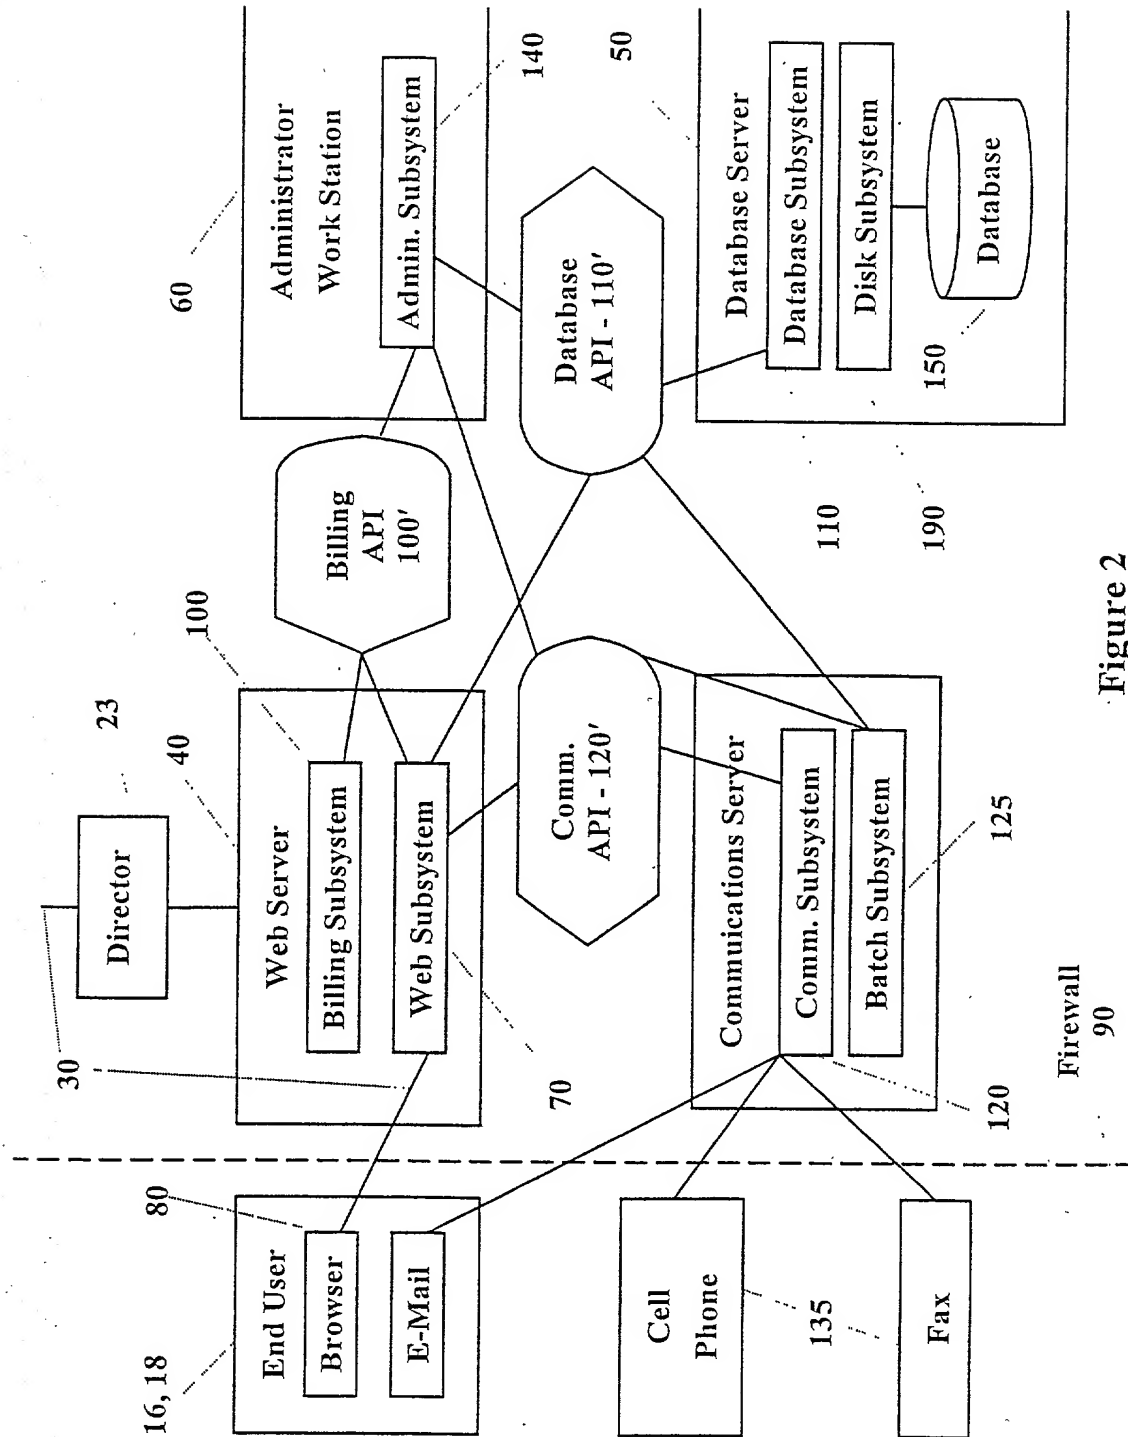 16, 18
End User
80
Browser
E-Mail
Cell
Phone
135
Fax
Firewall
90
30
Director
23
40
Web Server
Billing Subsystem
100
Web Subsystem
70
Commuications Server
Comm. Subsystem
Batch Subsystem
120
125
Billing
API
100'
Comm.
API - 120'
Database
API - 110'
60
Administrator
Work Station
Admin. Subsystem
140
50
Database Server
Database Subsystem
Disk Subsystem
Database
150
110
190
Figure 2